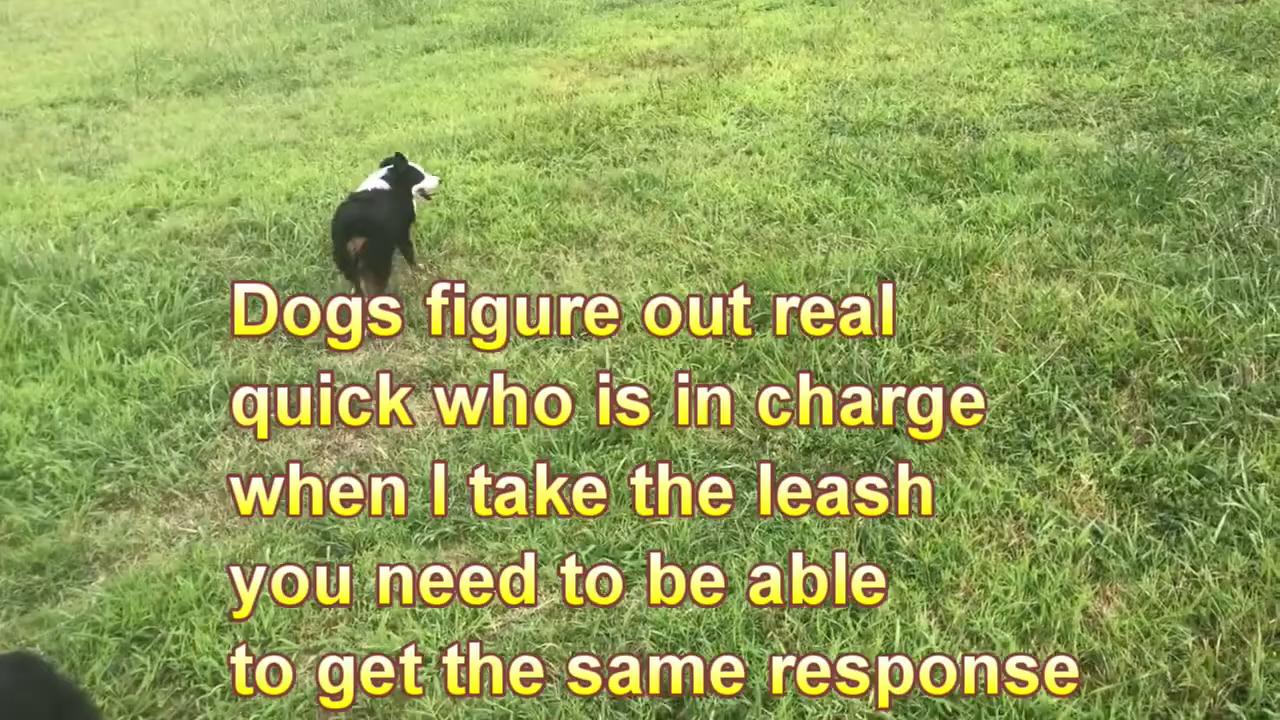 Dogs figure out real
quick who is in charge
when I take the leash
you need to be able
to get the same response